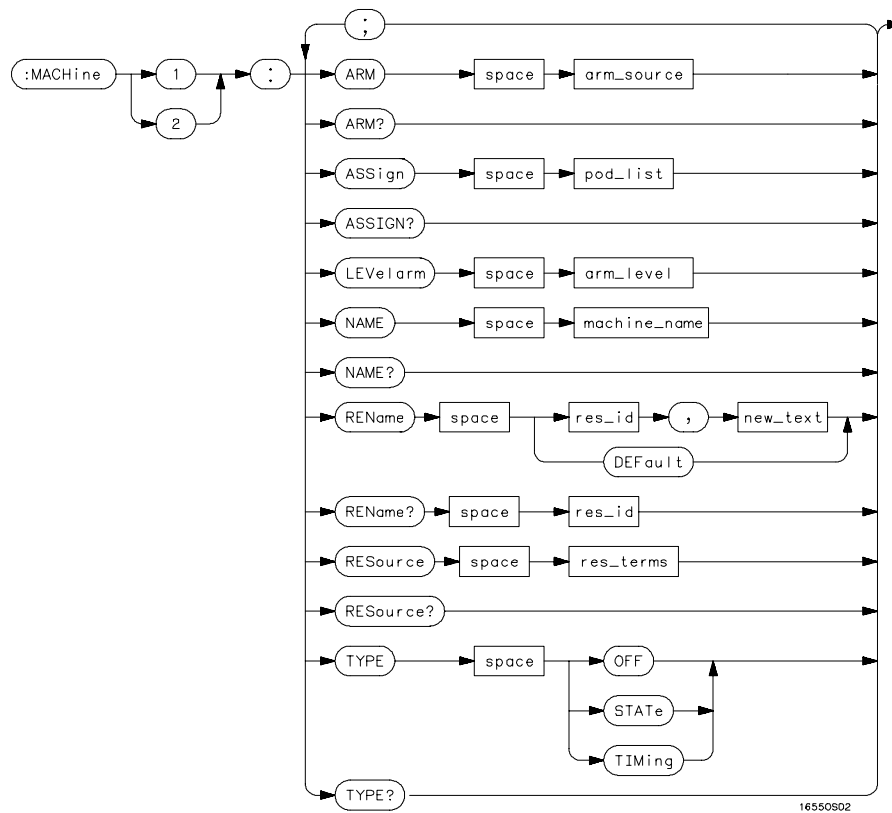 ;
:MACHine 1 : ARM space arm_source
2
ARM?
ASSign space pod_list
ASSIGN?
LEVelarm space arm_level
NAME space machine_name
NAME?
REName space res_id , new_text
DEFault
REName? space res_id
RESource space res_terms
RESource?
TYPE space OFF
STATe
TIMing
TYPE?
16550S02